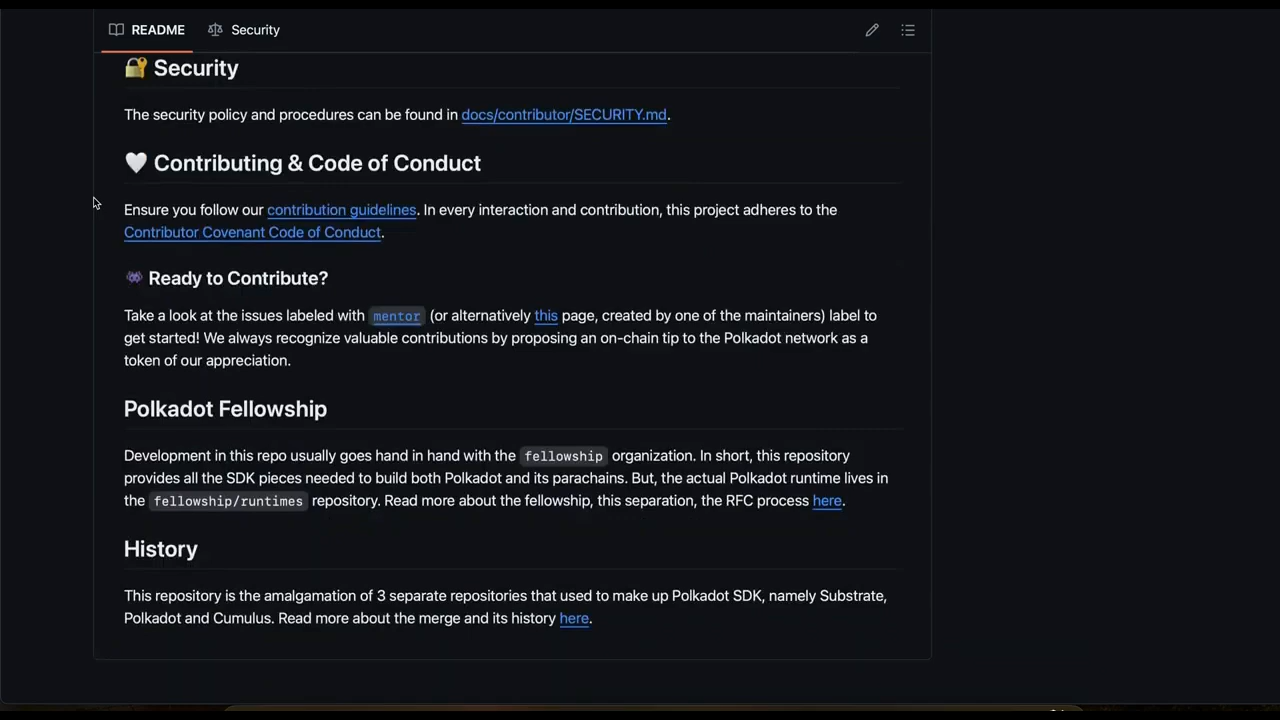 README
Security
🔐 Security
The security policy and procedures can be found in docs/contributor/SECURITY.md.
🤍 Contributing & Code of Conduct
Ensure you follow our contribution guidelines. In every interaction and contribution, this project adheres to the
Contributor Covenant Code of Conduct.
👾 Ready to Contribute?
Take a look at the issues labeled with mentor (or alternatively this page, created by one of the maintainers) label to
get started! We always recognize valuable contributions by proposing an on-chain tip to the Polkadot network as a
token of our appreciation.
Polkadot Fellowship
Development in this repo usually goes hand in hand with the fellowship organization. In short, this repository
provides all the SDK pieces needed to build both Polkadot and its parachains. But, the actual Polkadot runtime lives in
the fellowship/runtimes repository. Read more about the fellowship, this separation, the RFC process here.
History
This repository is the amalgamation of 3 separate repositories that used to make up Polkadot SDK, namely Substrate,
Polkadot and Cumulus. Read more about the merge and its history here.